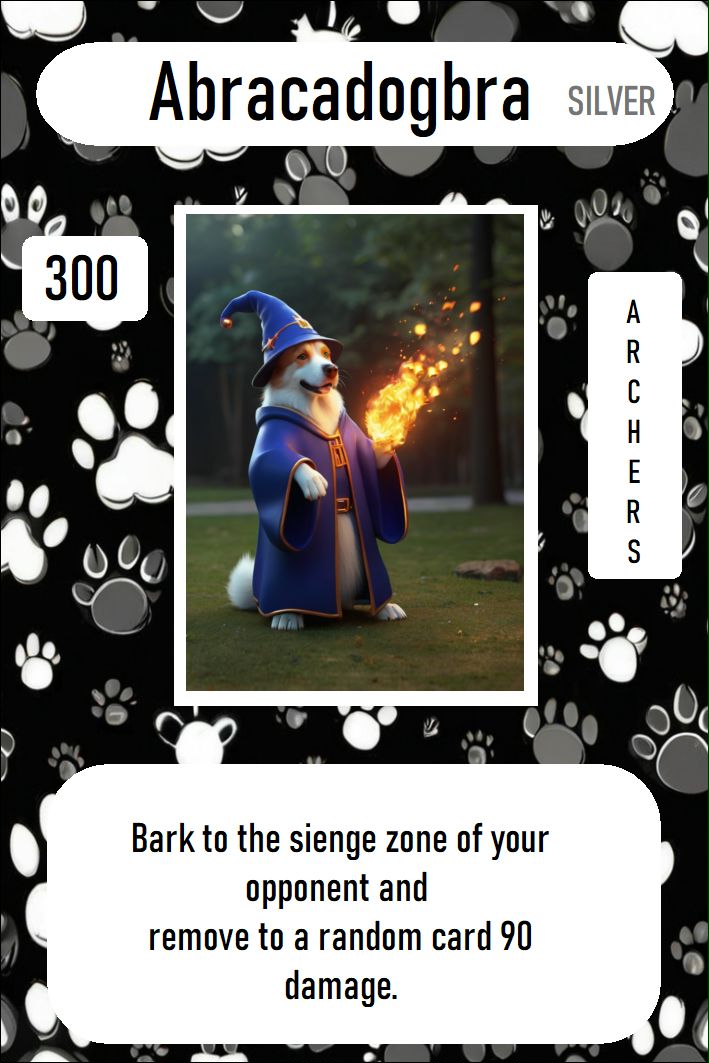 Abracadogbra
SILVER
300
ARCHERS
Bark to the sienge zone of your
opponent and
remove to a random card 90
damage.